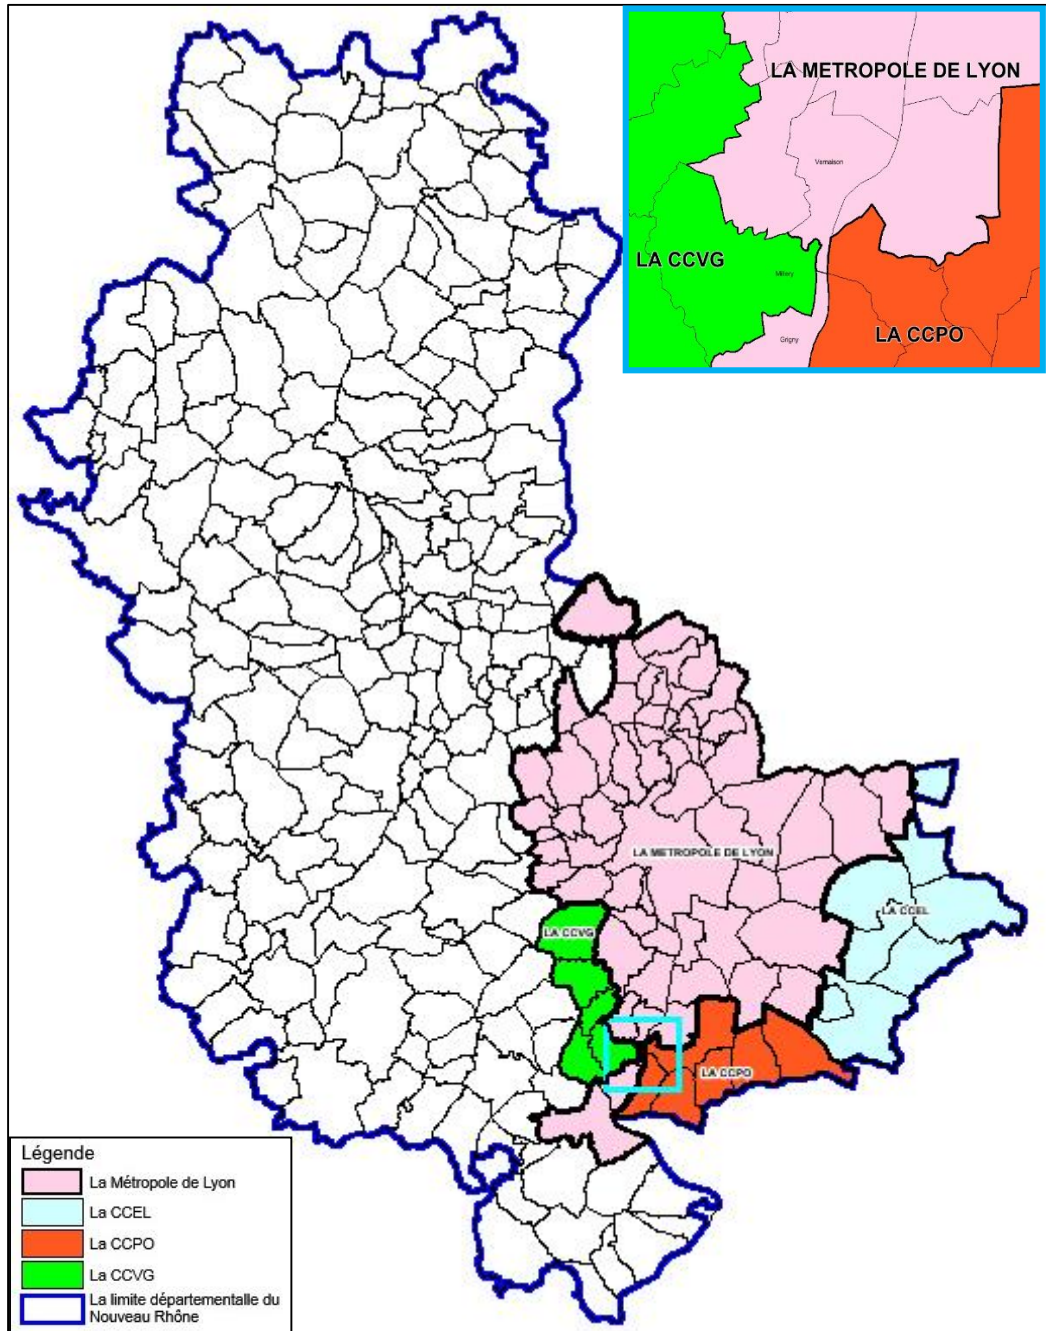 LA METROPOLE DE LYON
Vernaison
LA CCVG
Millery
LA CCPO
Grigny
LA METROPOLE DE LYON
LA CCEL
LA CCVG
LA CCPO
Légende
La Métropole de Lyon
La CCEL
La CCPO
La CCVG
La limite départementalle du
Nouveau Rhône